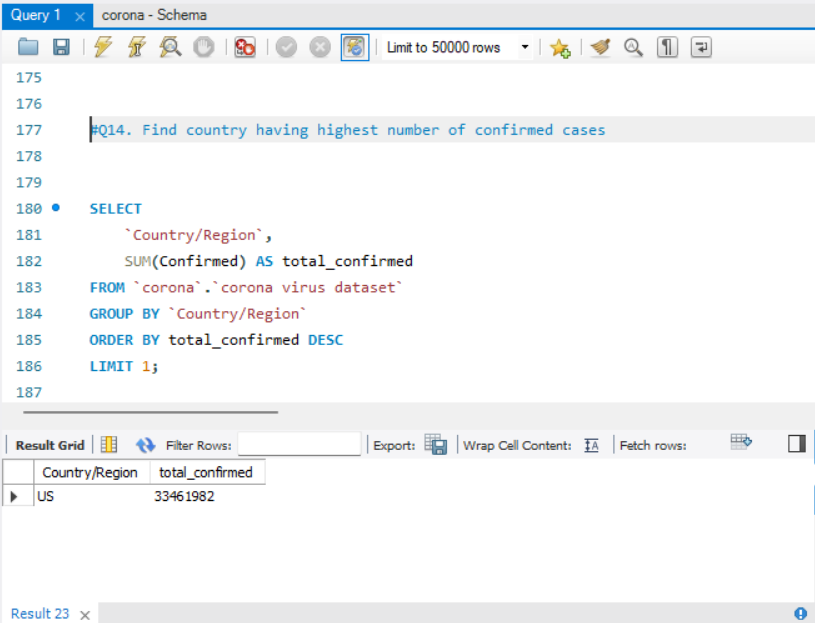 Query 1 corona - Schema
Limit to 50000 rows
175
176
177 #Q14. Find country having highest number of confirmed cases
178
179
180 SELECT
181 `Country/Region`,
182 SUM(Confirmed) AS total_confirmed
183 FROM `corona`.`corona virus dataset`
184 GROUP BY `Country/Region`
185 ORDER BY total_confirmed DESC
186 LIMIT 1;
187
Result Grid Filter Rows: Export: Wrap Cell Content: Fetch rows:
Country/Region total_confirmed
US 33461982
Result 23